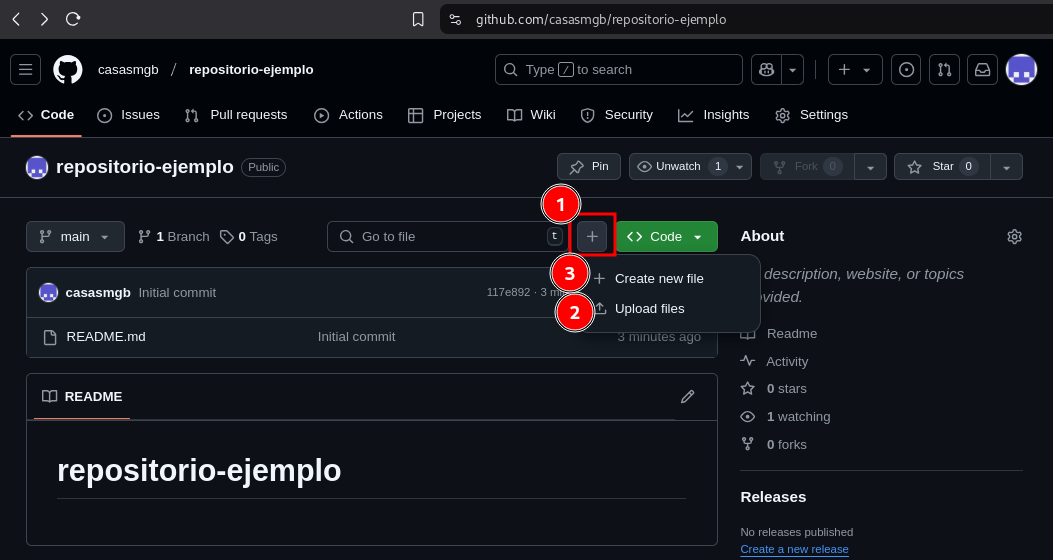 github.com/casasmgb/repositorio-ejemplo
casasmgb / repositorio-ejemplo
Type / to search
Code Issues Pull requests Actions Projects Wiki Security Insights Settings
repositorio-ejemplo Public
Pin Unwatch 1 Fork 0 Star 0
1
main 1 Branch 0 Tags Go to file t Code
About
3 Create new file
description, website, or topics
casasmgb Initial commit 117e892 · 3
2 Upload files
README.md Initial commit 3 minutes ago
Readme
Activity
0 stars
README
1 watching
0 forks
repositorio-ejemplo
Releases
No releases published
Create a new release